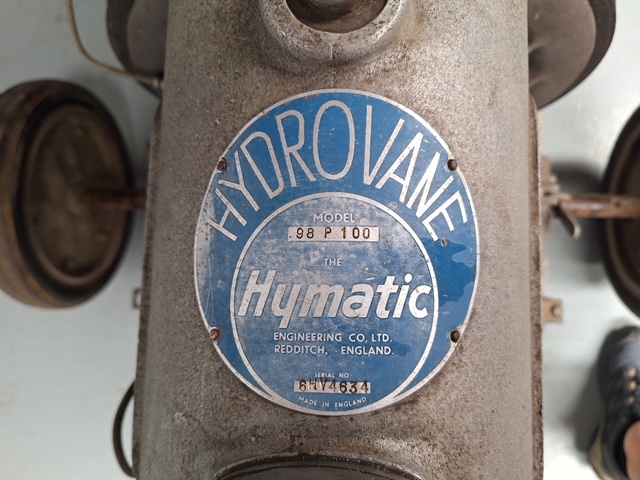 HYDROVANE
MODEL
98 P 100
THE
Hymatic
ENGINEERING CO, LTD.
REDDITCH, ENGLAND.
SERIAL NO.
6HV4634
MADE IN ENGLAND